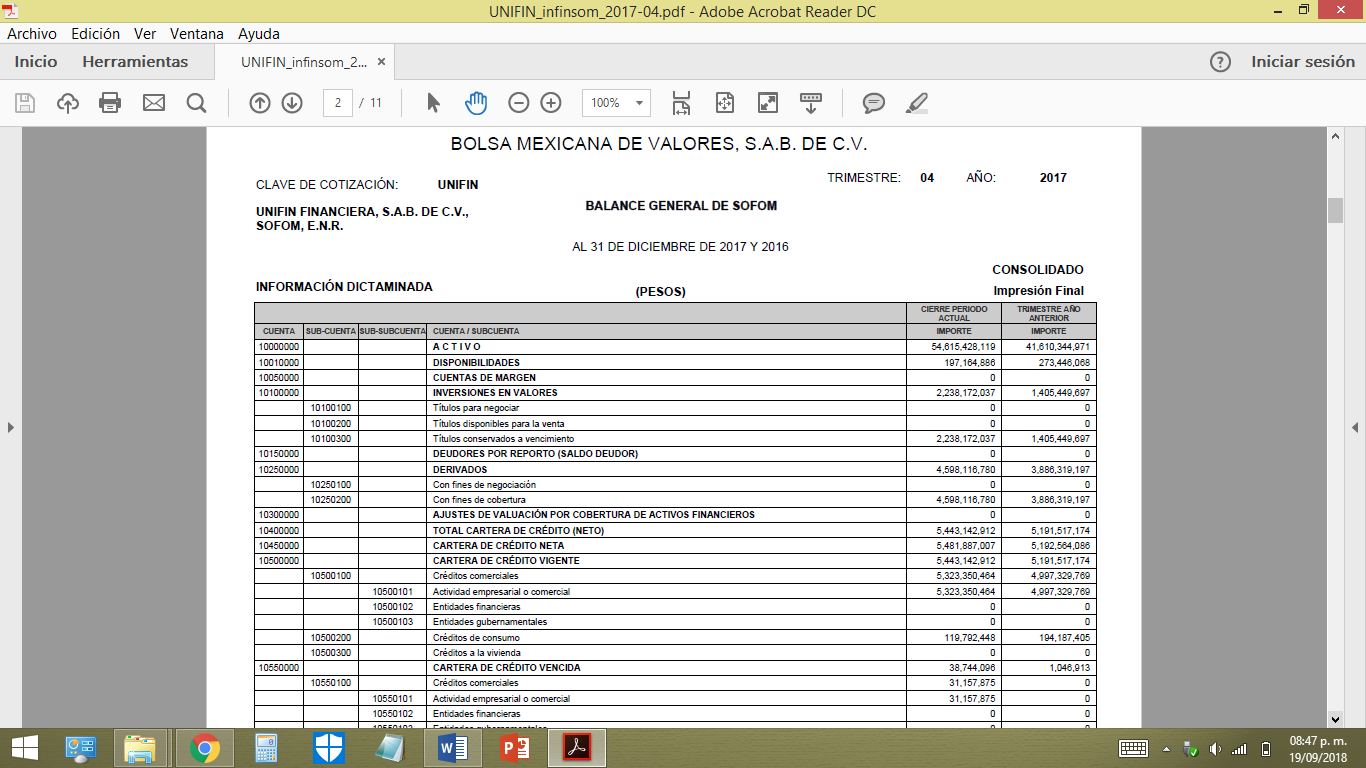 UNIFIN_infinsom_2017-04.pdf - Adobe Acrobat Reader DC
Archivo Edición Ver Ventana Ayuda
Inicio Herramientas UNIFIN_infinsom_2... × Iniciar sesión
2 / 11 100%
BOLSA MEXICANA DE VALORES, S.A.B. DE C.V.
CLAVE DE COTIZACIÓN: UNIFIN TRIMESTRE: 04 AÑO: 2017
UNIFIN FINANCIERA, S.A.B. DE C.V.,
SOFOM, E.N.R.
BALANCE GENERAL DE SOFOM
AL 31 DE DICIEMBRE DE 2017 Y 2016
CONSOLIDADO
INFORMACIÓN DICTAMINADA (PESOS) Impresión Final
CIERRE PERIODO ACTUAL TRIMESTRE AÑO ANTERIOR
CUENTA SUB-CUENTA SUB-SUBCUENTA CUENTA / SUBCUENTA IMPORTE IMPORTE
10000000 A C T I V O 54,615,428,119 41,610,344,971
10010000 DISPONIBILIDADES 197,164,886 273,446,068
10050000 CUENTAS DE MARGEN 0 0
10100000 INVERSIONES EN VALORES 2,238,172,037 1,405,449,697
10100100 Títulos para negociar 0 0
10100200 Títulos disponibles para la venta 0 0
10100300 Títulos conservados a vencimiento 2,238,172,037 1,405,449,697
10150000 DEUDORES POR REPORTO (SALDO DEUDOR) 0 0
10250000 DERIVADOS 4,598,116,780 3,886,319,197
10250100 Con fines de negociación 0 0
10250200 Con fines de cobertura 4,598,116,780 3,886,319,197
10300000 AJUSTES DE VALUACIÓN POR COBERTURA DE ACTIVOS FINANCIEROS 0 0
10400000 TOTAL CARTERA DE CRÉDITO (NETO) 5,443,142,912 5,191,517,174
10450000 CARTERA DE CRÉDITO NETA 5,481,887,007 5,192,564,086
10500000 CARTERA DE CRÉDITO VIGENTE 5,443,142,912 5,191,517,174
10500100 Créditos comerciales 5,323,350,464 4,997,329,769
10500101 Actividad empresarial o comercial 5,323,350,464 4,997,329,769
10500102 Entidades financieras 0 0
10500103 Entidades gubernamentales 0 0
10500200 Créditos de consumo 119,792,448 194,187,405
10500300 Créditos a la vivienda 0 0
10550000 CARTERA DE CRÉDITO VENCIDA 38,744,096 1,046,913
10550100 Créditos comerciales 31,157,875 0
10550101 Actividad empresarial o comercial 31,157,875 0
10550102 Entidades financieras 0 0
08:47 p. m.
19/09/2018